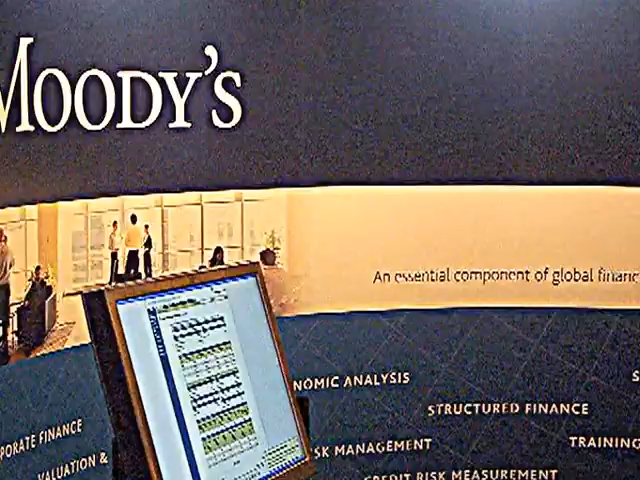 MOODY'S
An essential component of global financ
NOMIC ANALYSIS
S
STRUCTURED FINANCE
PORATE FINANCE
SK MANAGEMENT
TRAINING
VALUATION &
CREDIT RISK MEASUREMENT